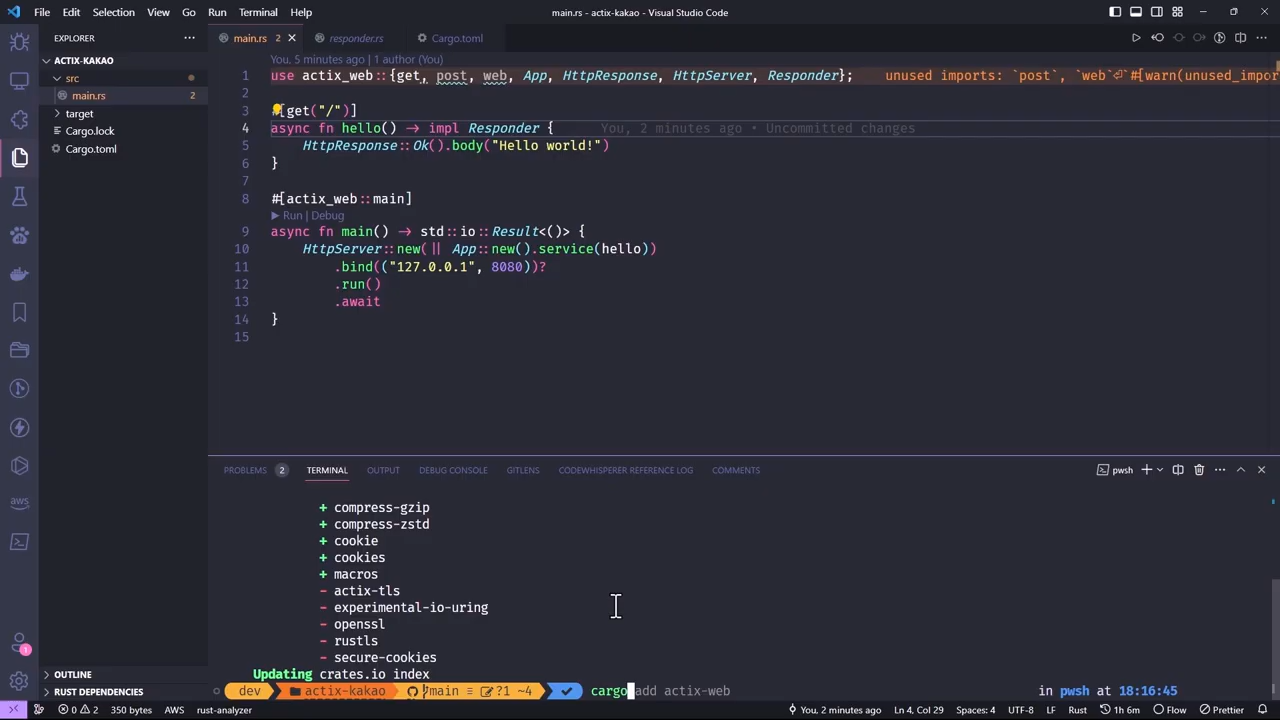 File Edit Selection View Go Run Terminal Help
main.rs - actix-kakao - Visual Studio Code
EXPLORER
ACTIX-KAKAO
src
main.rs 2
target
Cargo.lock
Cargo.toml
OUTLINE
RUST DEPENDENCIES
aws
1
main.rs 2
responder.rs
Cargo.toml
You, 5 minutes ago | 1 author (You)
1 use actix_web::{get, post, web, App, HttpResponse, HttpServer, Responder}; unused imports: `post`, `web`⏎`#[warn(unused_impor
2
3 #[get("/")]
4 async fn hello() → impl Responder { You, 2 minutes ago • Uncommitted changes
5 HttpResponse::Ok().body("Hello world!")
6 }
7
8 #[actix_web::main]
Run | Debug
9 async fn main() → std::io::Result<()> {
10 HttpServer::new(|| App::new().service(hello))
11 .bind(("127.0.0.1", 8080))?
12 .run()
13 .await
14 }
15
PROBLEMS 2 TERMINAL OUTPUT DEBUG CONSOLE GITLENS CODEWHISPERER REFERENCE LOG COMMENTS
pwsh
+ compress-gzip
+ compress-zstd
+ cookie
+ cookies
+ macros
- actix-tls
- experimental-io-uring
- openssl
- rustls
- secure-cookies
Updating crates.io index
dev actix-kakao main ≡ ?1 ~4 cargo add actix-web in pwsh at 18:16:45
0 2 350 bytes AWS rust-analyzer You, 2 minutes ago Ln 4, Col 29 Spaces: 4 UTF-8 LF Rust 1h 6m Flow Prettier